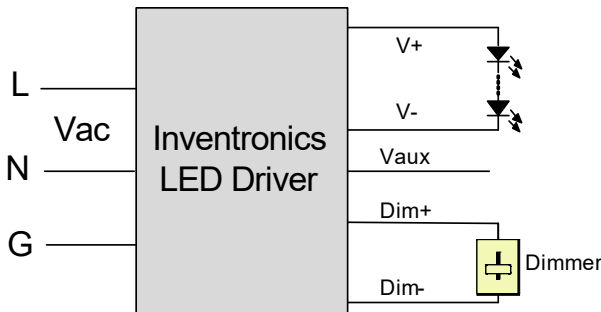 L
Vac
N
G
Inventronics
LED Driver
V+
V-
Vaux
Dim+
Dim-
Dimmer